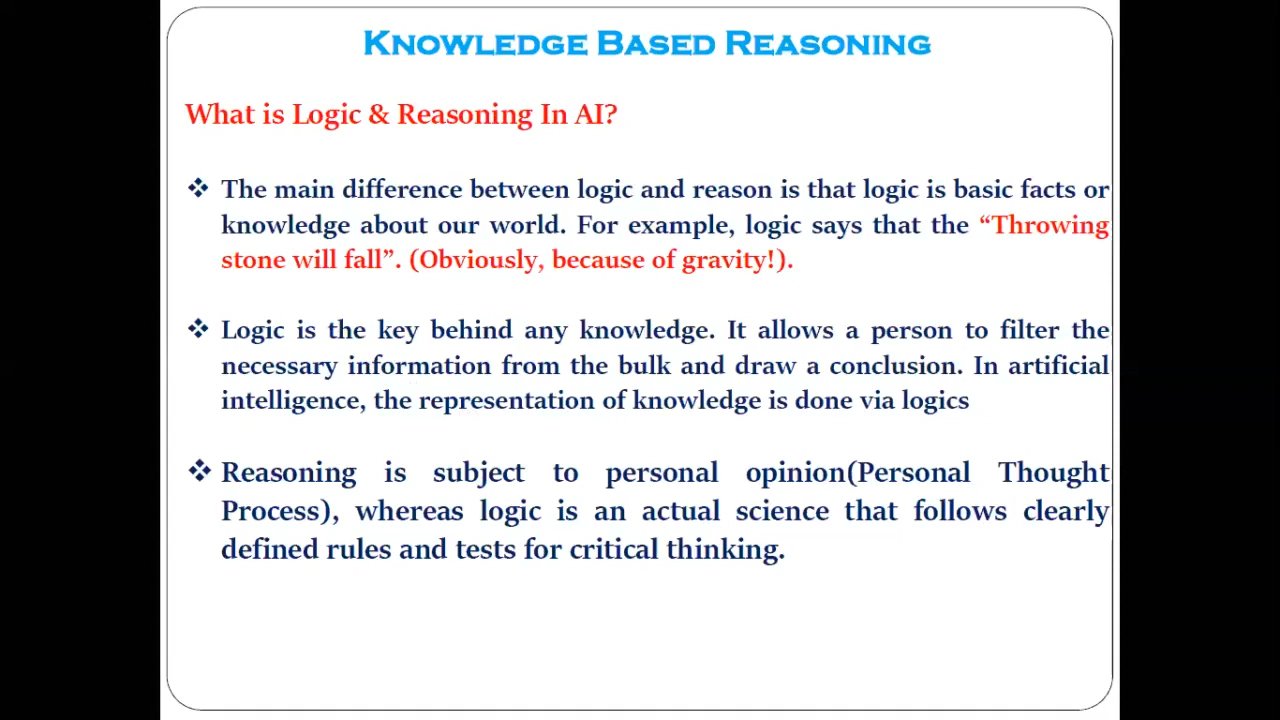 KNOWLEDGE BASED REASONING
What is Logic & Reasoning In AI?
❖ The main difference between logic and reason is that logic is basic facts or
knowledge about our world. For example, logic says that the “Throwing
stone will fall”. (Obviously, because of gravity!).
❖ Logic is the key behind any knowledge. It allows a person to filter the
necessary information from the bulk and draw a conclusion. In artificial
intelligence, the representation of knowledge is done via logics
❖ Reasoning is subject to personal opinion(Personal Thought
Process), whereas logic is an actual science that follows clearly
defined rules and tests for critical thinking.